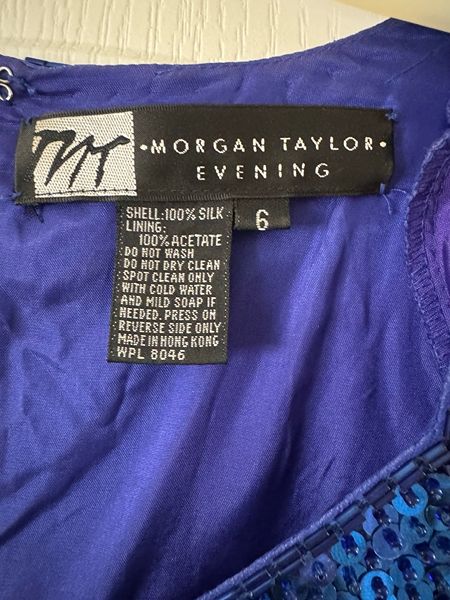 MT
•MORGAN TAYLOR•
EVENING
6
SHELL:100% SILK
LINING:
100% ACETATE
DO NOT WASH
DO NOT DRY CLEAN
SPOT CLEAN ONLY
WITH COLD WATER
AND MILD SOAP IF
NEEDED. PRESS ON
REVERSE SIDE ONLY
MADE IN HONG KONG
WPL 8046